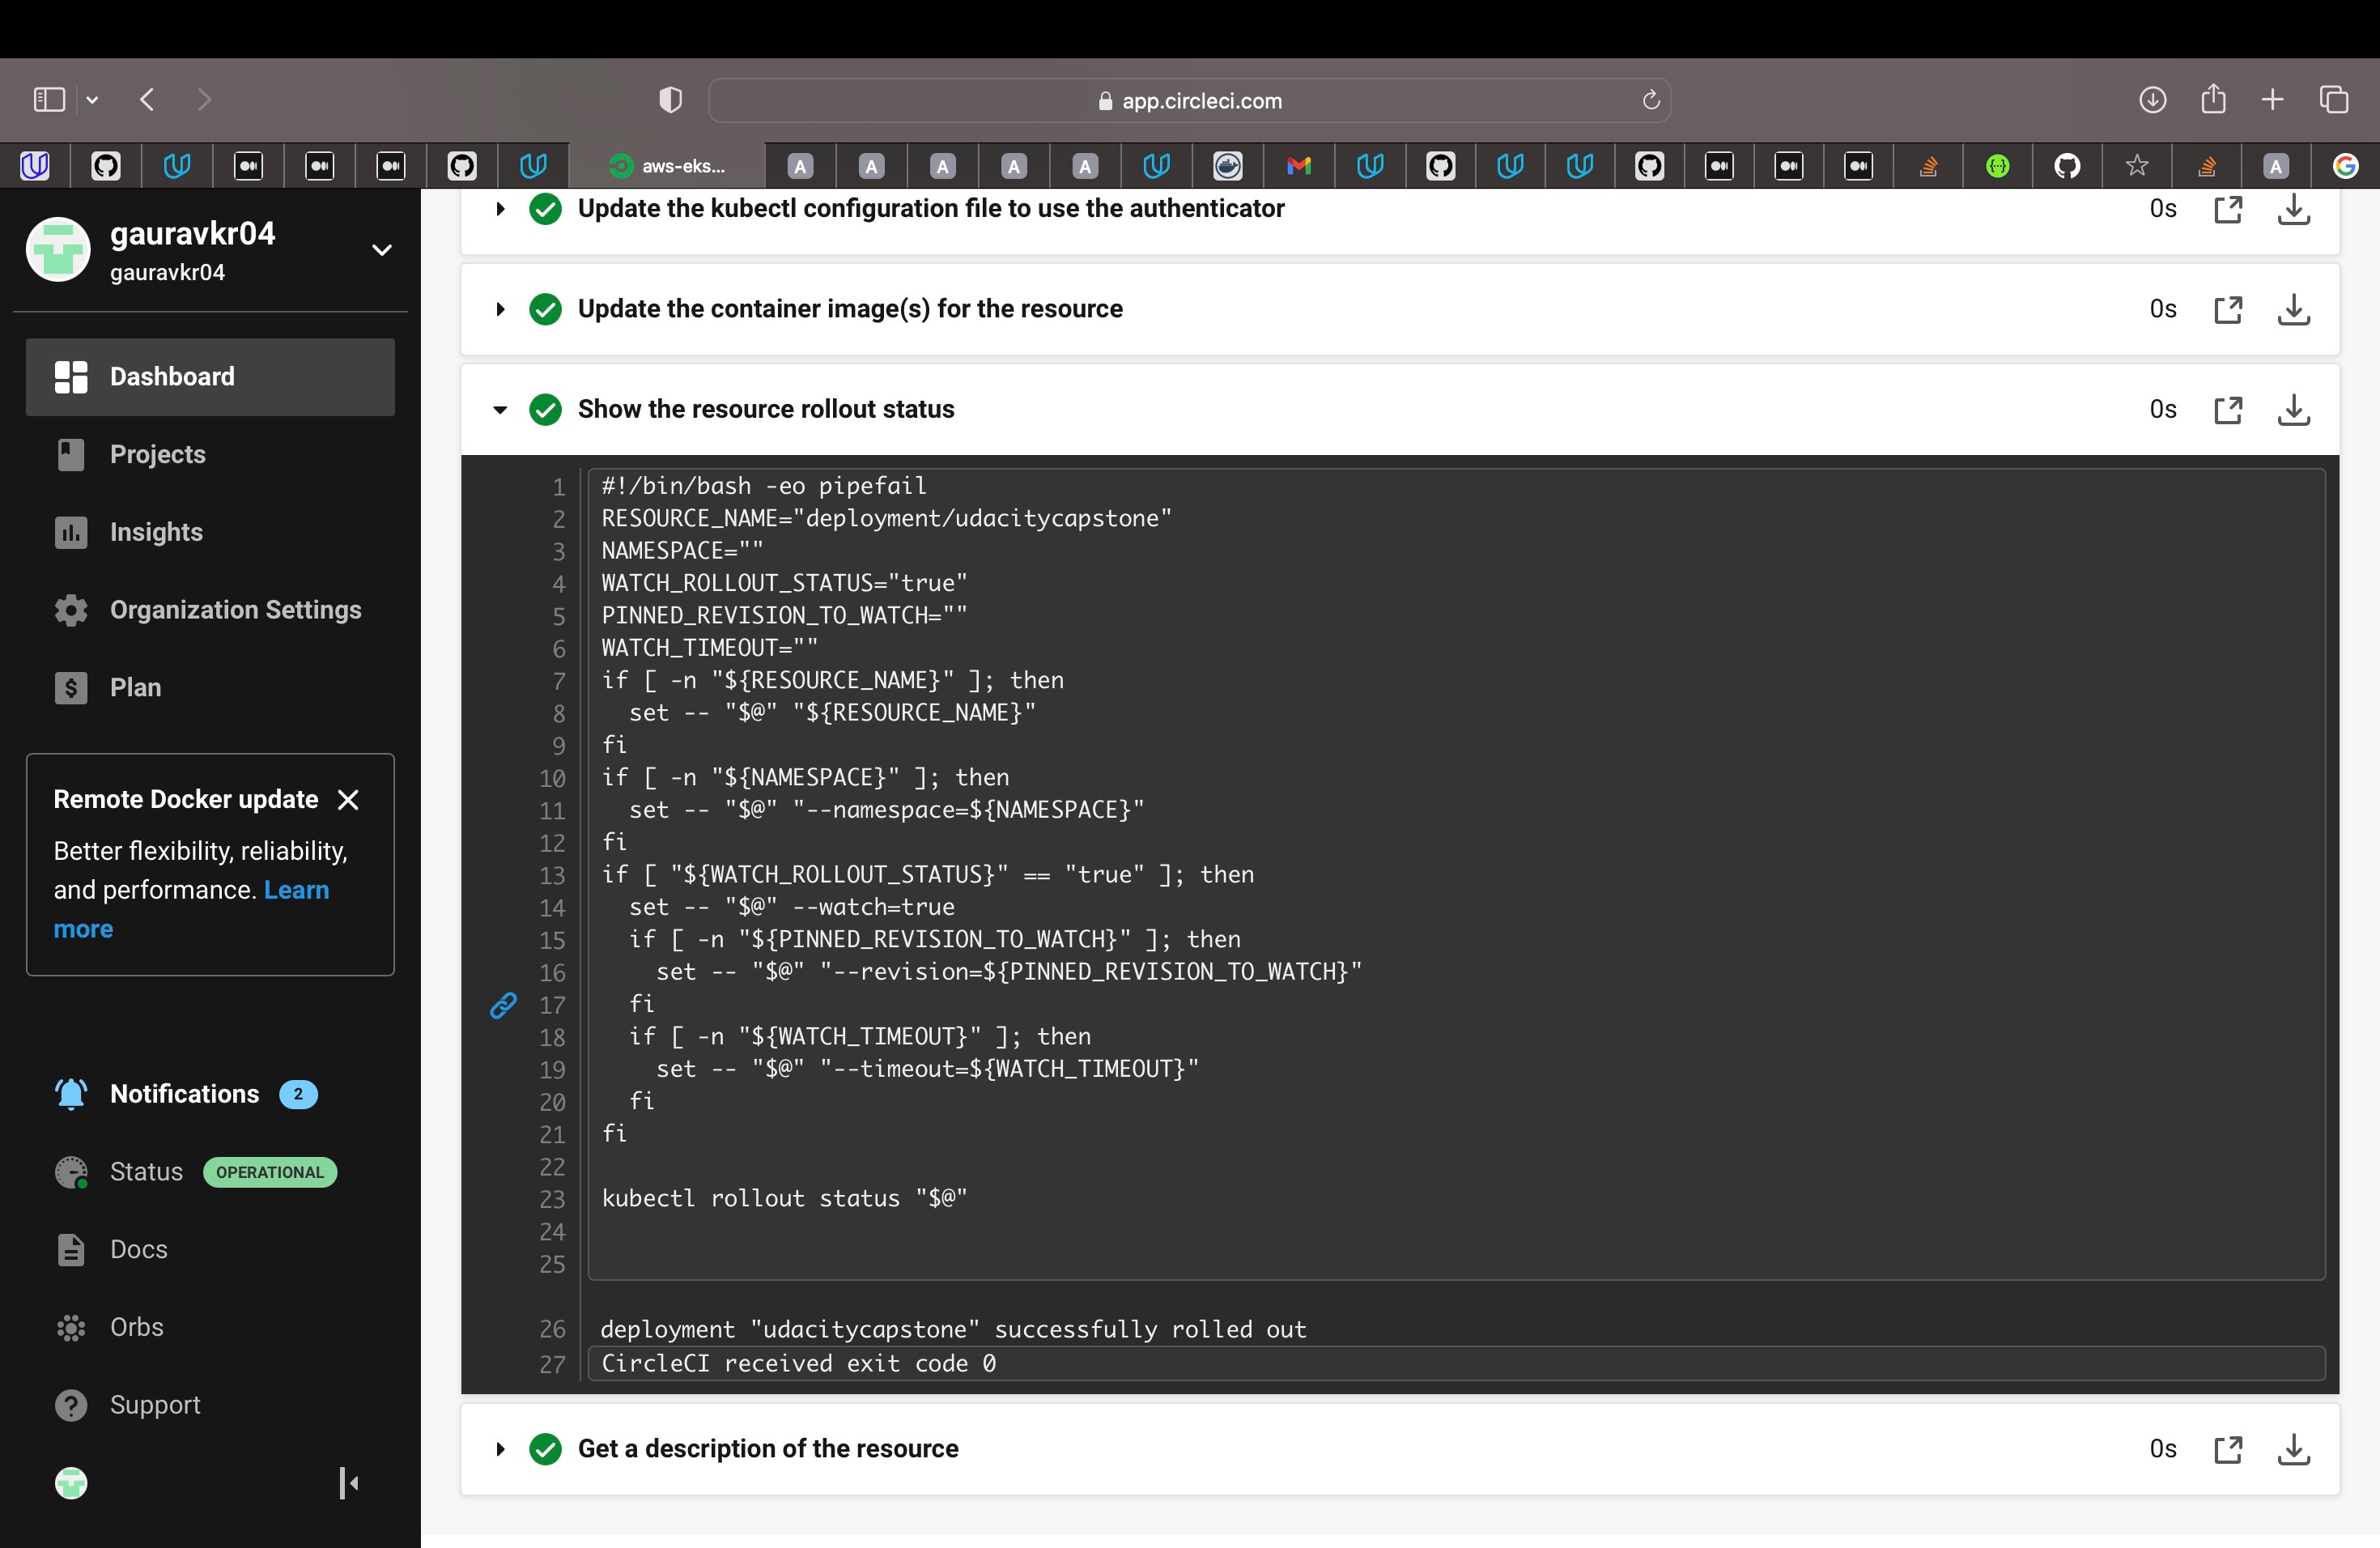 app.circleci.com
aws-eks...
gauravkr04
gauravkr04
Dashboard
Projects
Insights
Organization Settings
Plan
Remote Docker update
Better flexibility, reliability,
and performance. Learn
more
Notifications 2
Status OPERATIONAL
Docs
Orbs
Support
Update the kubectl configuration file to use the authenticator 0s
Update the container image(s) for the resource 0s
Show the resource rollout status 0s
1 #!/bin/bash -eo pipefail
2 RESOURCE_NAME="deployment/udacitycapstone"
3 NAMESPACE=""
4 WATCH_ROLLOUT_STATUS="true"
5 PINNED_REVISION_TO_WATCH=""
6 WATCH_TIMEOUT=""
7 if [ -n "${RESOURCE_NAME}" ]; then
8   set -- "$@" "${RESOURCE_NAME}"
9 fi
10 if [ -n "${NAMESPACE}" ]; then
11   set -- "$@" "--namespace=${NAMESPACE}"
12 fi
13 if [ "${WATCH_ROLLOUT_STATUS}" == "true" ]; then
14   set -- "$@" --watch=true
15   if [ -n "${PINNED_REVISION_TO_WATCH}" ]; then
16     set -- "$@" "--revision=${PINNED_REVISION_TO_WATCH}"
17   fi
18   if [ -n "${WATCH_TIMEOUT}" ]; then
19     set -- "$@" "--timeout=${WATCH_TIMEOUT}"
20   fi
21 fi
22
23 kubectl rollout status "$@"
24
25
26 deployment "udacitycapstone" successfully rolled out
27 CircleCI received exit code 0
Get a description of the resource 0s